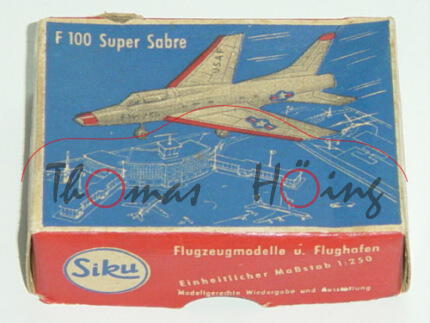 F 100 Super Sabre
USAF
Thomas Höing
Siku
Flugzeugmodelle u. Flughafen
Einheitlicher Maßstab 1:250
Modellgerechte Wiedergabe und Ausstattung